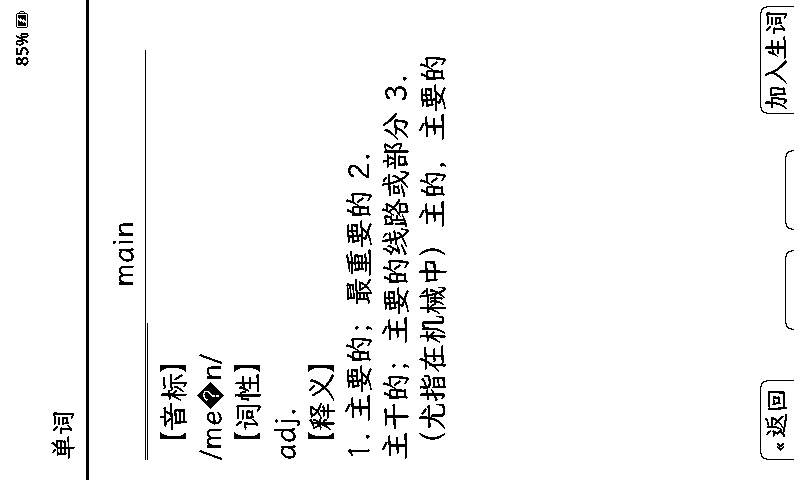 85%
单词
main
【音标】
/me�n/
【词性】
adj.
【释义】
1. 主要的；最重要的 2.
主干的；主要的线路或部分 3.
（尤指在机械中）主的，主要的
« 返回
加入生词